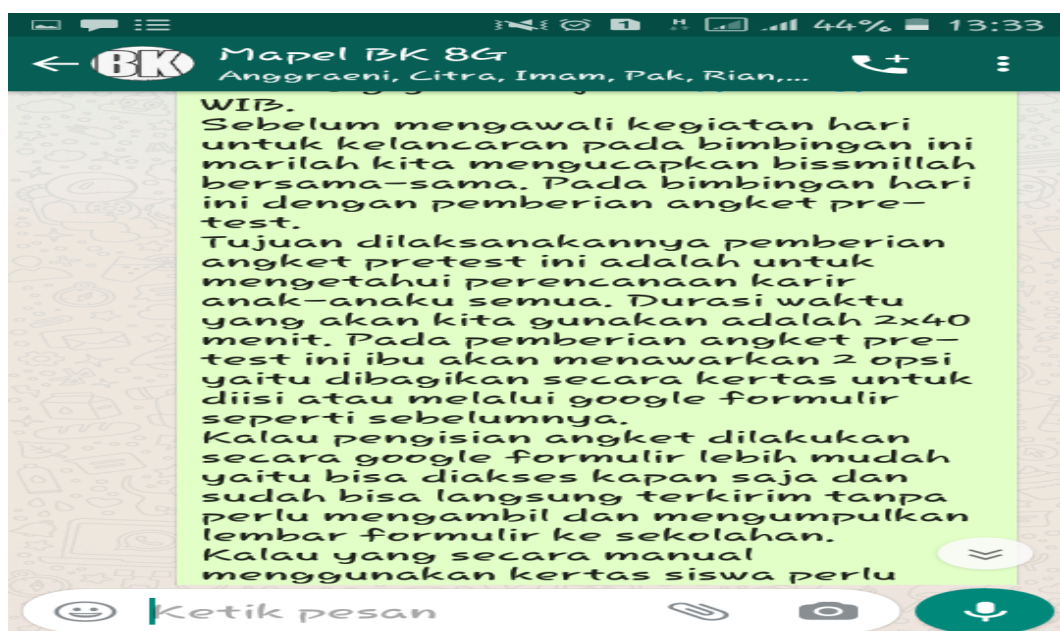 1 H 44% 13:33
BK Mapel BK 8G
Anggraeni, Citra, Imam, Pak, Rian,...
WIB.
Sebelum mengawali kegiatan hari
untuk kelancaran pada bimbingan ini
marilah kita mengucapkan bissmillah
bersama-sama. Pada bimbingan hari
ini dengan pemberian angket pre-
test.
Tujuan dilaksanakannya pemberian
angket pretest ini adalah untuk
mengetahui perencanaan karir
anak-anaku semua. Durasi waktu
yang akan kita gunakan adalah 2x40
menit. Pada pemberian angket pre-
test ini ibu akan menawarkan 2 opsi
yaitu dibagikan secara kertas untuk
diisi atau melalui google formulir
seperti sebelumnya.
Kalau pengisian angket dilakukan
secara google formulir lebih mudah
yaitu bisa diakses kapan saja dan
sudah bisa langsung terkirim tanpa
perlu mengambil dan mengumpulkan
lembar formulir ke sekolahan.
Kalau yang secara manual
menggunakan kertas siswa perlu
Ketik pesan